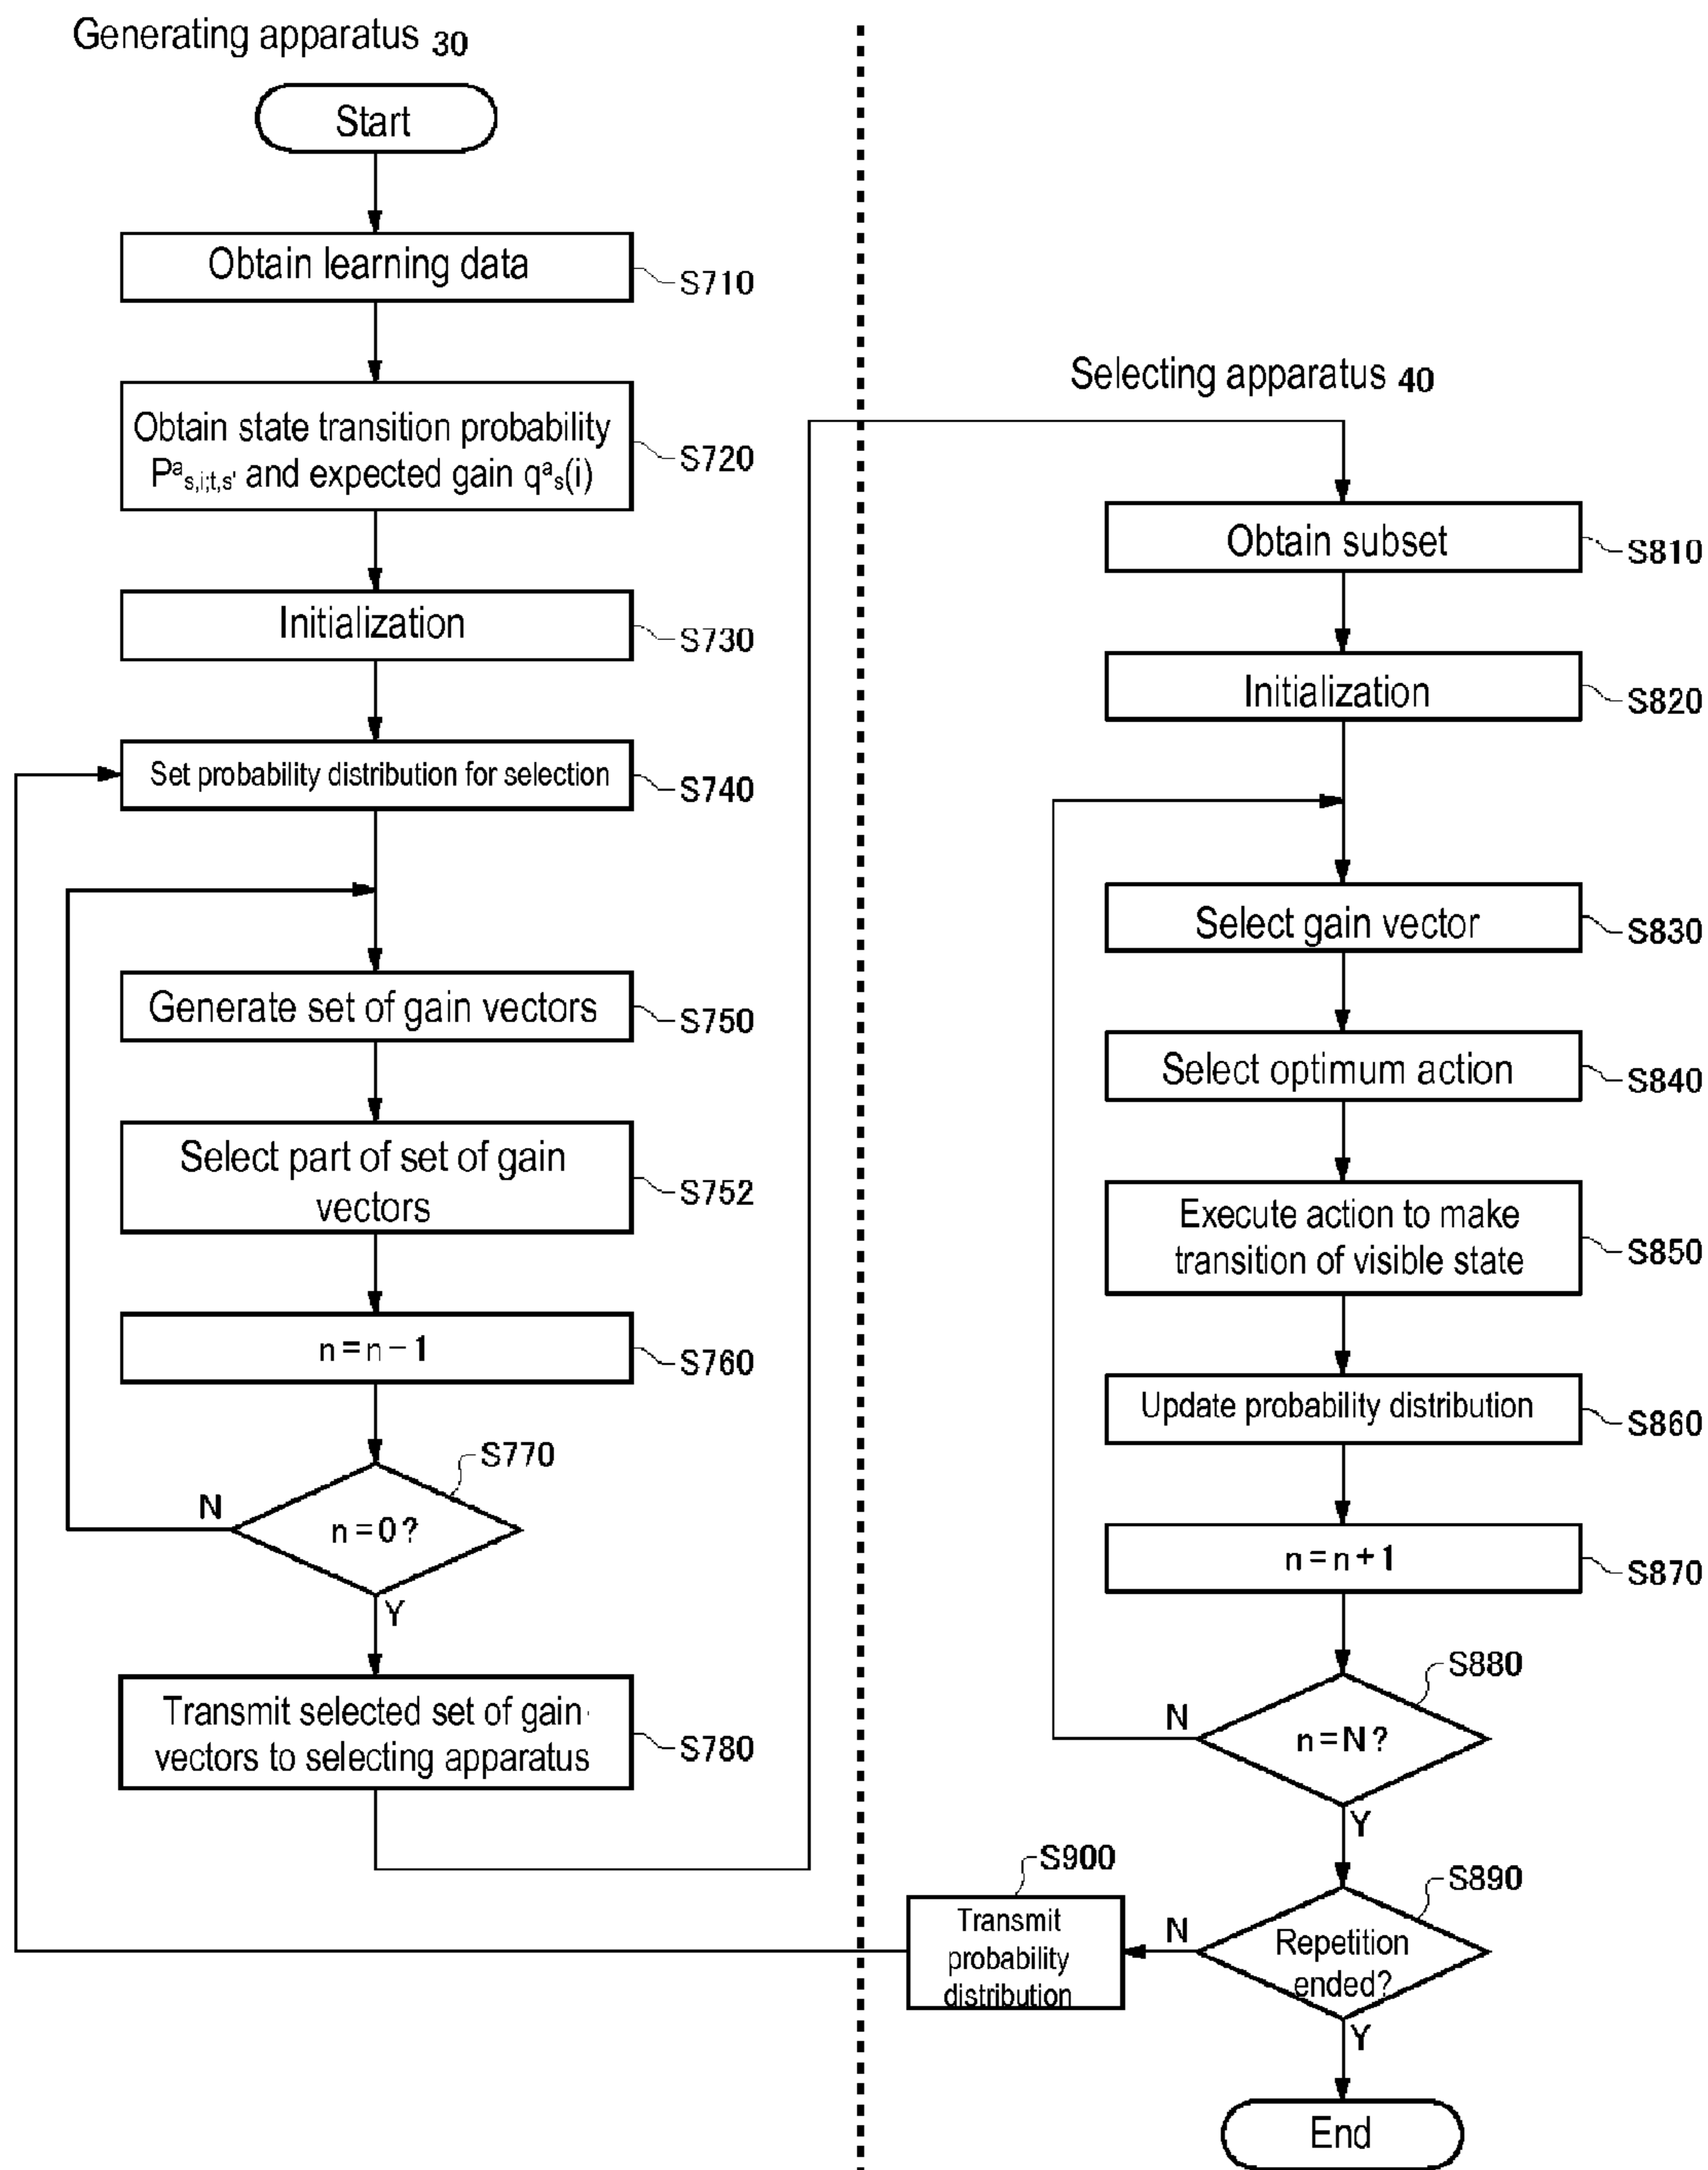 Generating apparatus 30
Start
Obtain learning data
S710
Obtain state transition probability
Pᵃs,i;t,s' and expected gain qᵃs(i)
S720
Initialization
S730
Set probability distribution for selection
S740
Generate set of gain vectors
S750
Select part of set of gain
vectors
S752
n=n−1
S760
S770
n=0?
N
Y
Transmit selected set of gain
vectors to selecting apparatus
S780
Selecting apparatus 40
Obtain subset
S810
Initialization
S820
Select gain vector
S830
Select optimum action
S840
Execute action to make
transition of visible state
S850
Update probability distribution
S860
n=n+1
S870
S880
n=N?
N
Y
S890
Repetition
ended?
N
Y
S900
Transmit
probability
distribution
End